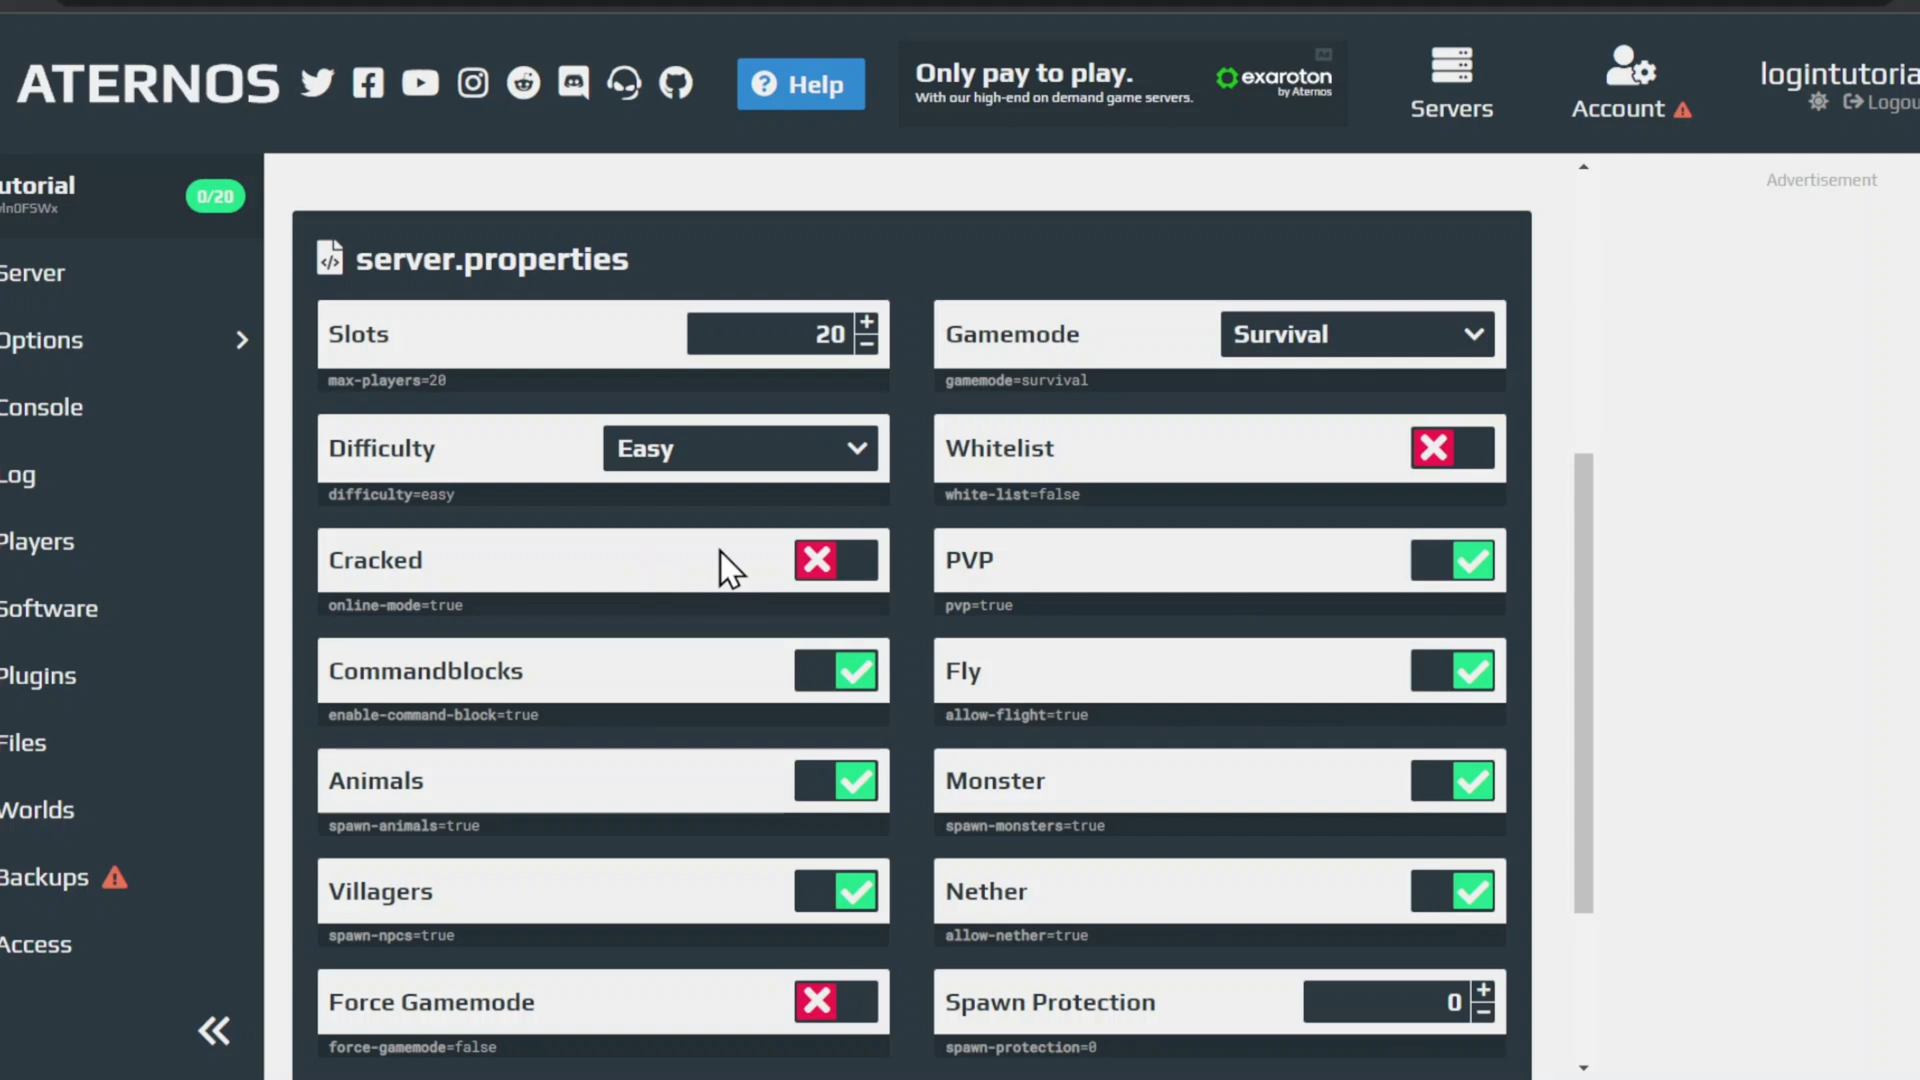 ATERNOS
Help
Only pay to play.
With our high-end on demand game servers.
Ad
exaroton
by Aternos
Servers
Account
logintutoria
Logou
utorial
0/20
Server
Options
Console
Log
Players
Software
Plugins
Files
Worlds
Backups
Access
Advertisement
server.properties
Slots 20
max-players=20
Gamemode Survival
gamemode=survival
Difficulty Easy
difficulty=easy
Whitelist
white-list=false
Cracked
online-mode=true
PVP
pvp=true
Commandblocks
enable-command-block=true
Fly
allow-flight=true
Animals
spawn-animals=true
Monster
spawn-monsters=true
Villagers
spawn-npcs=true
Nether
allow-nether=true
Force Gamemode
force-gamemode=false
Spawn Protection 0
spawn-protection=0